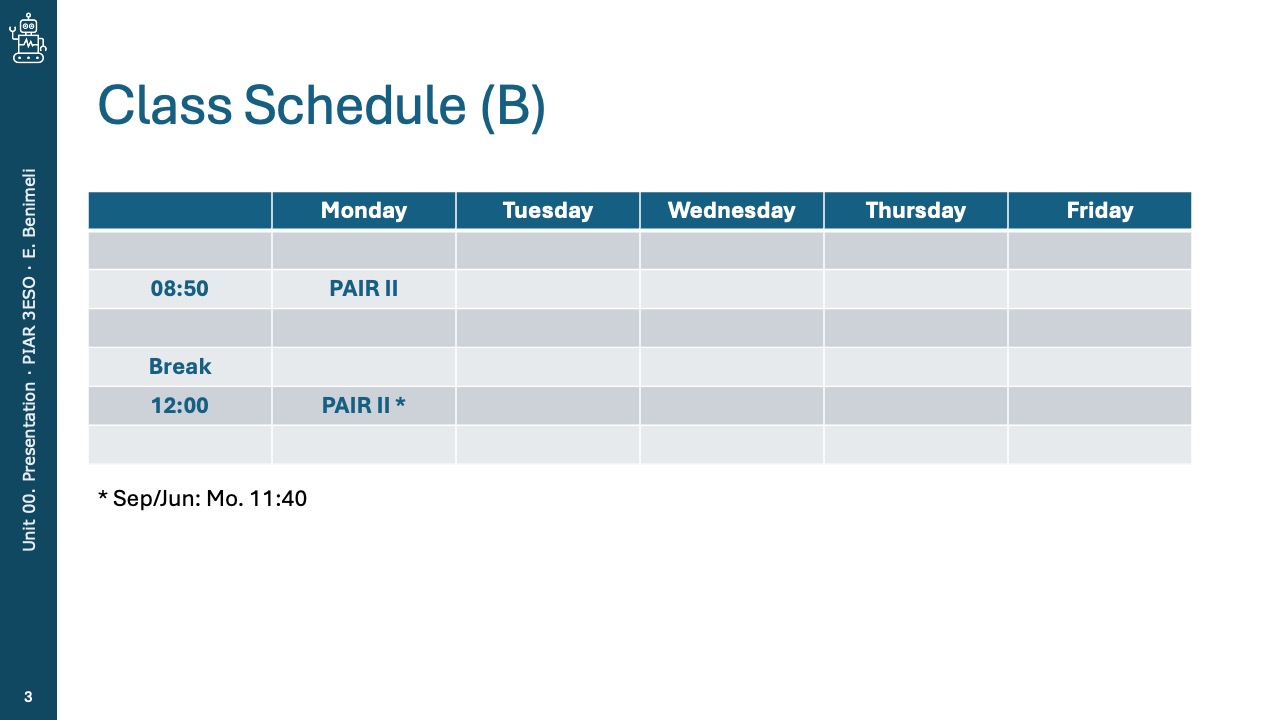 Class Schedule (B)
Monday Tuesday Wednesday Thursday Friday
08:50 PAIR II
Break
12:00 PAIR II *
* Sep/Jun: Mo. 11:40
Unit 00. Presentation · PIAR 3ESO · E. Benimeli
3